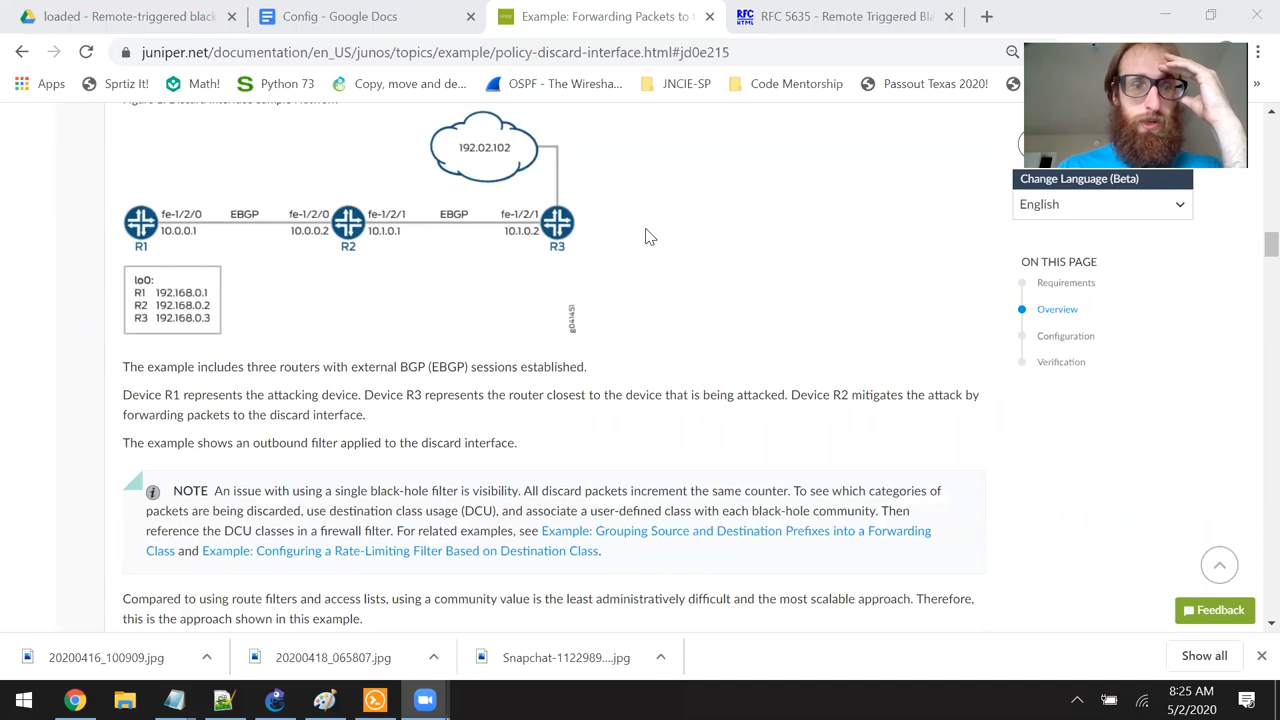 loaded - Remote-triggered blac
Config - Google Docs
Example: Forwarding Packets to t
RFC HTML
RFC 5635 - Remote Triggered Bla
juniper.net/documentation/en_US/junos/topics/example/policy-discard-interface.html#jd0e215
Apps
Sprtiz It!
Math!
Python 73
Copy, move and de...
OSPF - The Wiresha...
JNCIE-SP
Code Mentorship
Passout Texas 2020!
»
192.02.102
fe-1/2/0 EBGP fe-1/2/0 fe-1/2/1 EBGP fe-1/2/1
10.0.0.1 10.0.0.2 10.1.0.1 10.1.0.2
R1 R2 R3
lo0:
R1 192.168.0.1
R2 192.168.0.2
R3 192.168.0.3
g041451
The example includes three routers with external BGP (EBGP) sessions established.
Device R1 represents the attacking device. Device R3 represents the router closest to the device that is being attacked. Device R2 mitigates the attack by
forwarding packets to the discard interface.
The example shows an outbound filter applied to the discard interface.
NOTE An issue with using a single black-hole filter is visibility. All discard packets increment the same counter. To see which categories of
packets are being discarded, use destination class usage (DCU), and associate a user-defined class with each black-hole community. Then
reference the DCU classes in a firewall filter. For related examples, see Example: Grouping Source and Destination Prefixes into a Forwarding
Class and Example: Configuring a Rate-Limiting Filter Based on Destination Class.
Compared to using route filters and access lists, using a community value is the least administratively difficult and the most scalable approach. Therefore,
this is the approach shown in this example.
Change Language (Beta)
English
ON THIS PAGE
Requirements
Overview
Configuration
Verification
Feedback
20200416_100909.jpg
20200418_065807.jpg
Snapchat-1122989....jpg
Show all
8:25 AM
5/2/2020